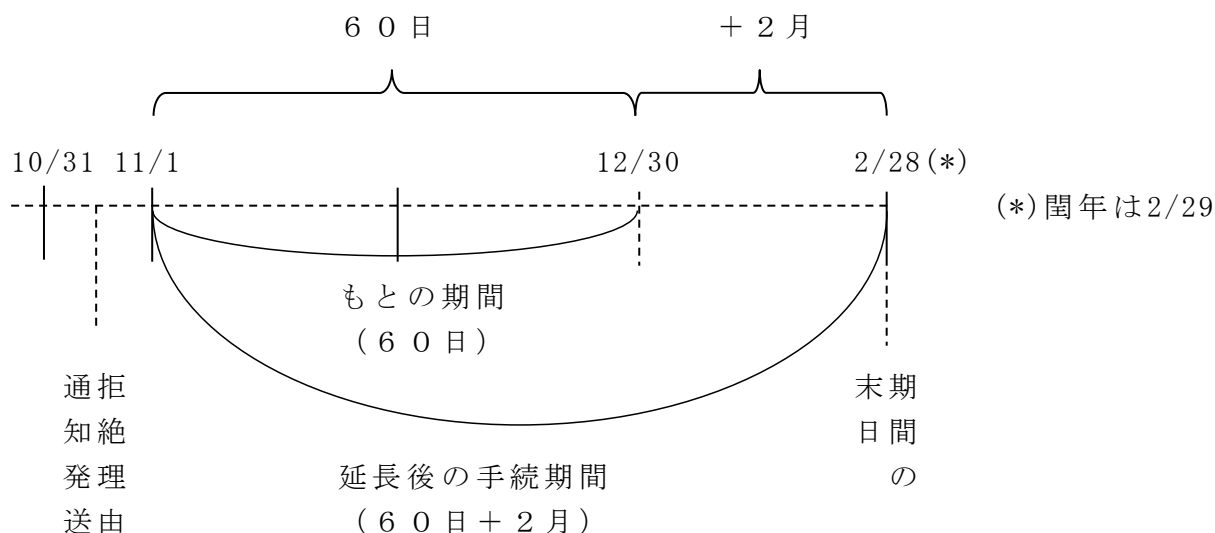 ６０日
＋２月
10/31
11/1
12/30
2/28(*)
(*)閏年は2/29
もとの期間
（６０日）
拒絶理由
通知発送
期間の
末日
延長後の手続期間
（６０日＋２月）